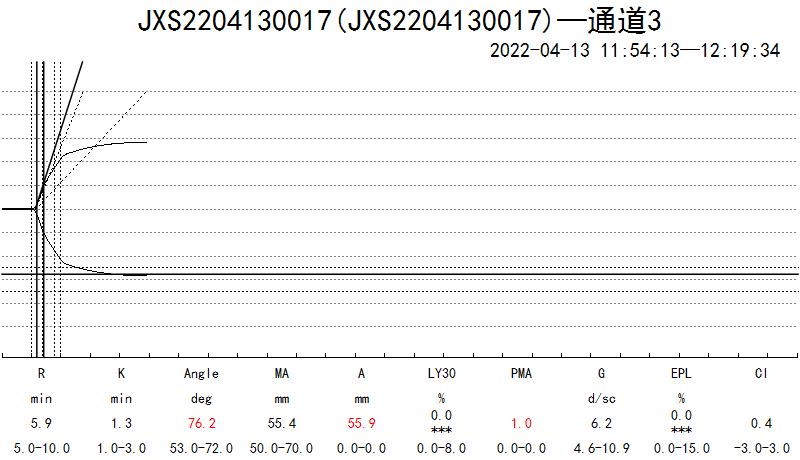 JXS2204130017(JXS2204130017)—通道3
2022-04-13 11:54:13—12:19:34
R K Angle MA A LY30 PMA G EPL CI
min min deg mm mm % d/sc %
5.9 1.3 76.2 55.4 55.9 0.0 *** 1.0 6.2 0.0 *** 0.4
5.0-10.0 1.0-3.0 53.0-72.0 50.0-70.0 0.0-0.0 0.0-8.0 0.0-0.0 4.6-10.9 0.0-15.0 -3.0-3.0